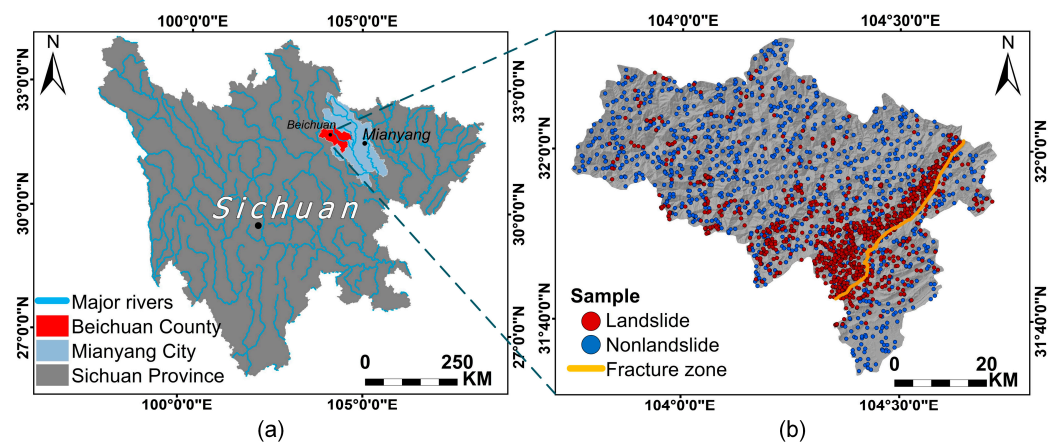 100°0'0"E 105°0'0"E
N
33°0'0"N
30°0'0"N
27°0'0"N
Beichuan
Mianyang
Sichuan
Major rivers
Beichuan County
Mianyang City
Sichuan Province
0 250
KM
33°0'0"N
30°0'0"N
27°0'0"N
100°0'0"E 105°0'0"E
(a)
104°0'0"E 104°30'0"E
N
32°0'0"N
31°40'0"N
Sample
Landslide
Nonlandslide
Fracture zone
0 20
KM
32°0'0"N
31°40'0"N
104°0'0"E 104°30'0"E
(b)